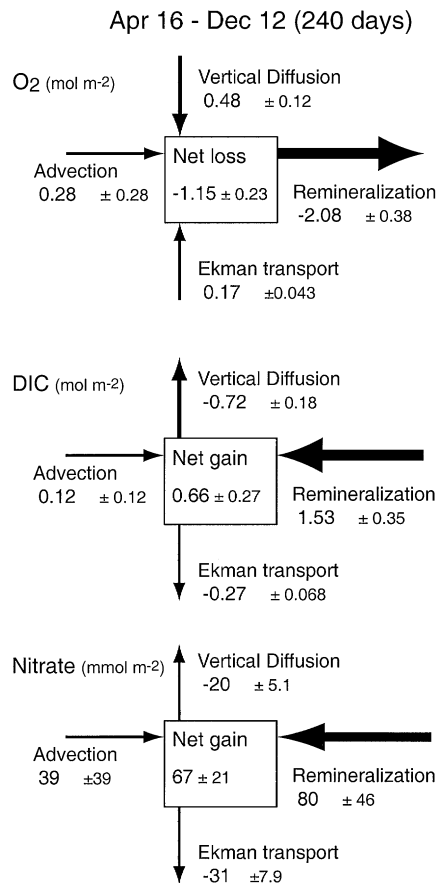 Apr 16 - Dec 12 (240 days)
O2 (mol m-2)
Vertical Diffusion
0.48 ± 0.12
Advection
0.28 ± 0.28
Net loss
-1.15 ± 0.23
Remineralization
-2.08 ± 0.38
Ekman transport
0.17 ±0.043
DIC (mol m-2)
Vertical Diffusion
-0.72 ± 0.18
Advection
0.12 ± 0.12
Net gain
0.66 ± 0.27
Remineralization
1.53 ± 0.35
Ekman transport
-0.27 ± 0.068
Nitrate (mmol m-2)
Vertical Diffusion
-20 ± 5.1
Advection
39 ±39
Net gain
67 ± 21
Remineralization
80 ± 46
Ekman transport
-31 ±7.9